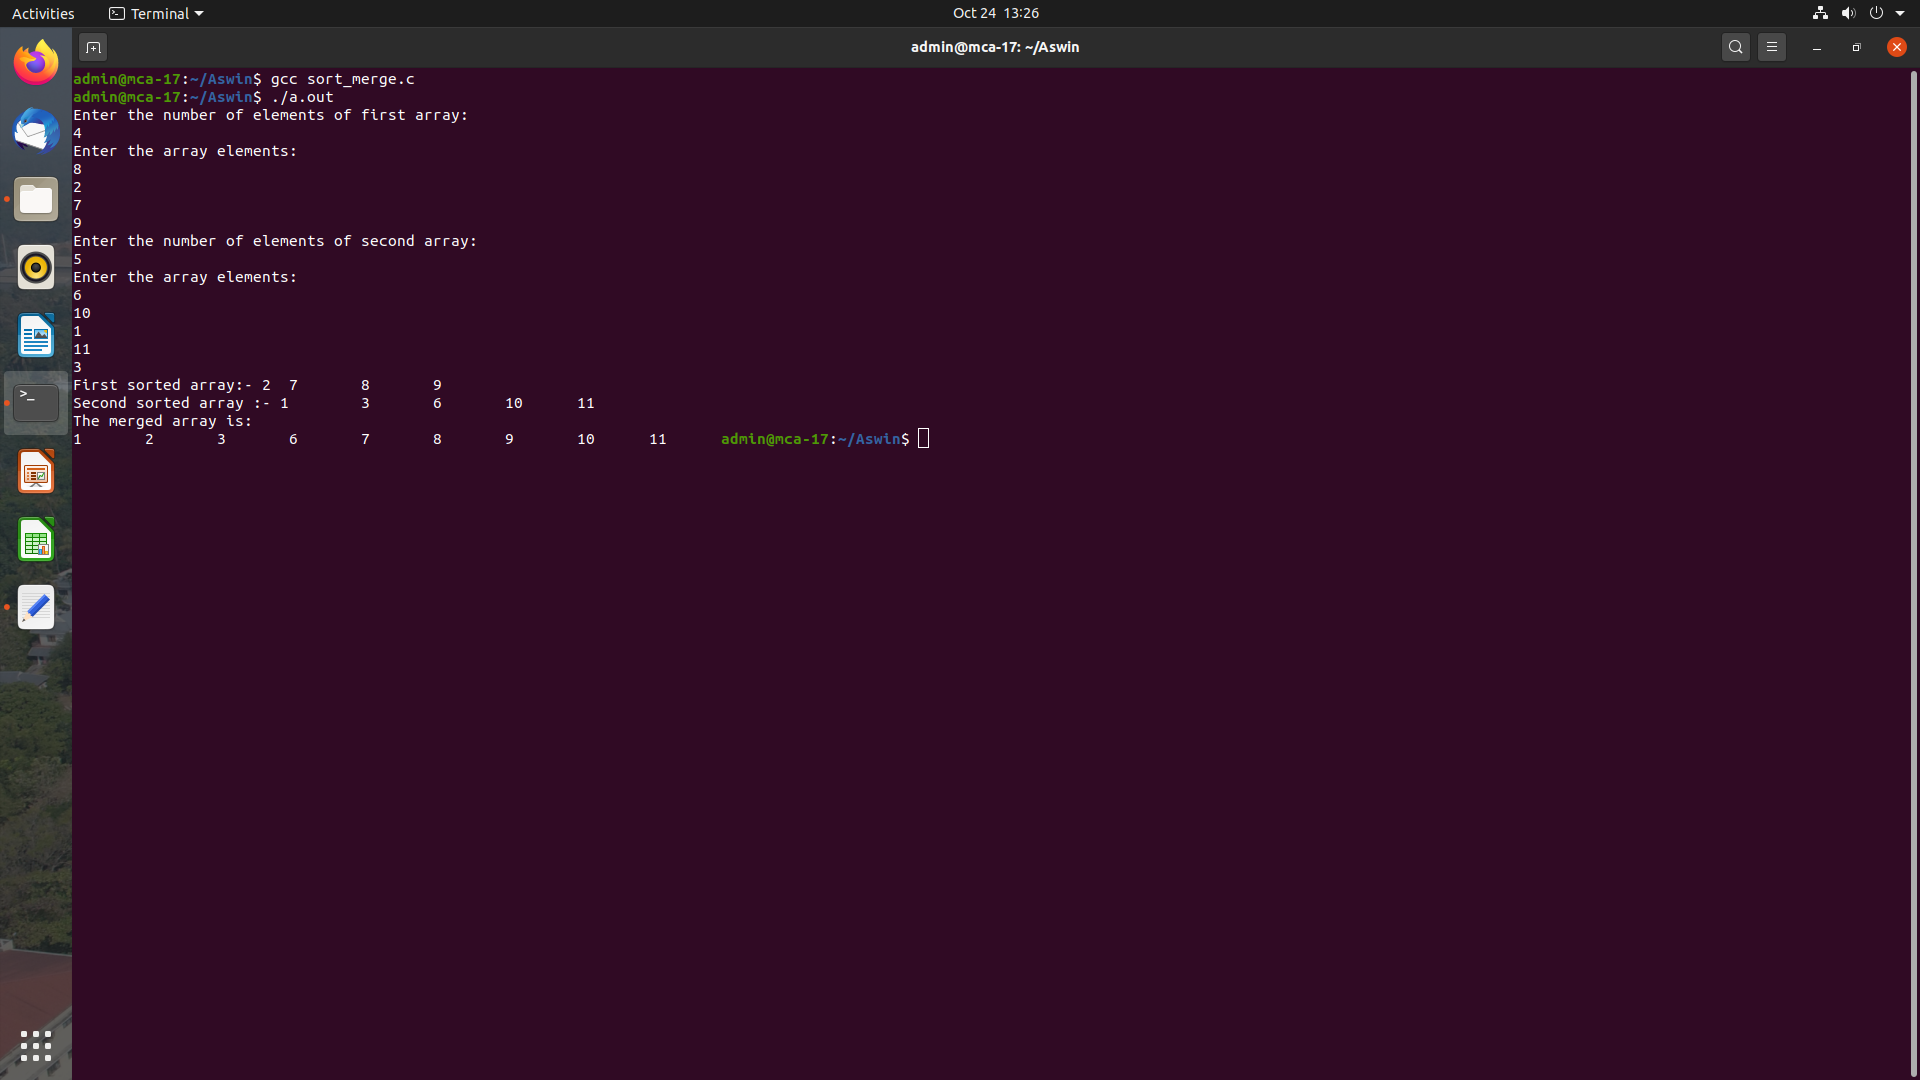 Activities Terminal Oct 24 13:26
admin@mca-17: ~/Aswin
admin@mca-17:~/Aswin$ gcc sort_merge.c
admin@mca-17:~/Aswin$ ./a.out
Enter the number of elements of first array:
4
Enter the array elements:
8
2
7
9
Enter the number of elements of second array:
5
Enter the array elements:
6
10
1
11
3
First sorted array:- 2 7 8 9
Second sorted array :- 1 3 6 10 11
The merged array is:
1 2 3 6 7 8 9 10 11 admin@mca-17:~/Aswin$